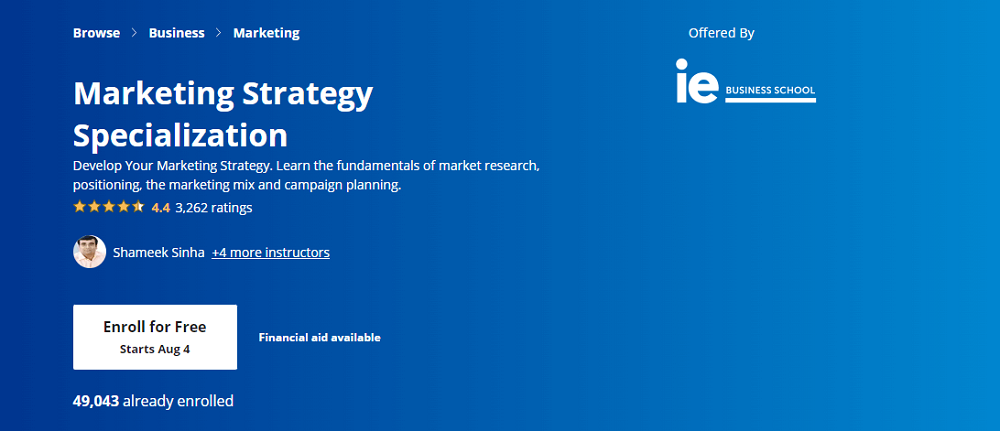 Browse > Business > Marketing
Offered By
ie BUSINESS SCHOOL
Marketing Strategy
Specialization
Develop Your Marketing Strategy. Learn the fundamentals of market research,
positioning, the marketing mix and campaign planning.
4.4 3,262 ratings
Shameek Sinha +4 more instructors
Enroll for Free
Starts Aug 4
Financial aid available
49,043 already enrolled